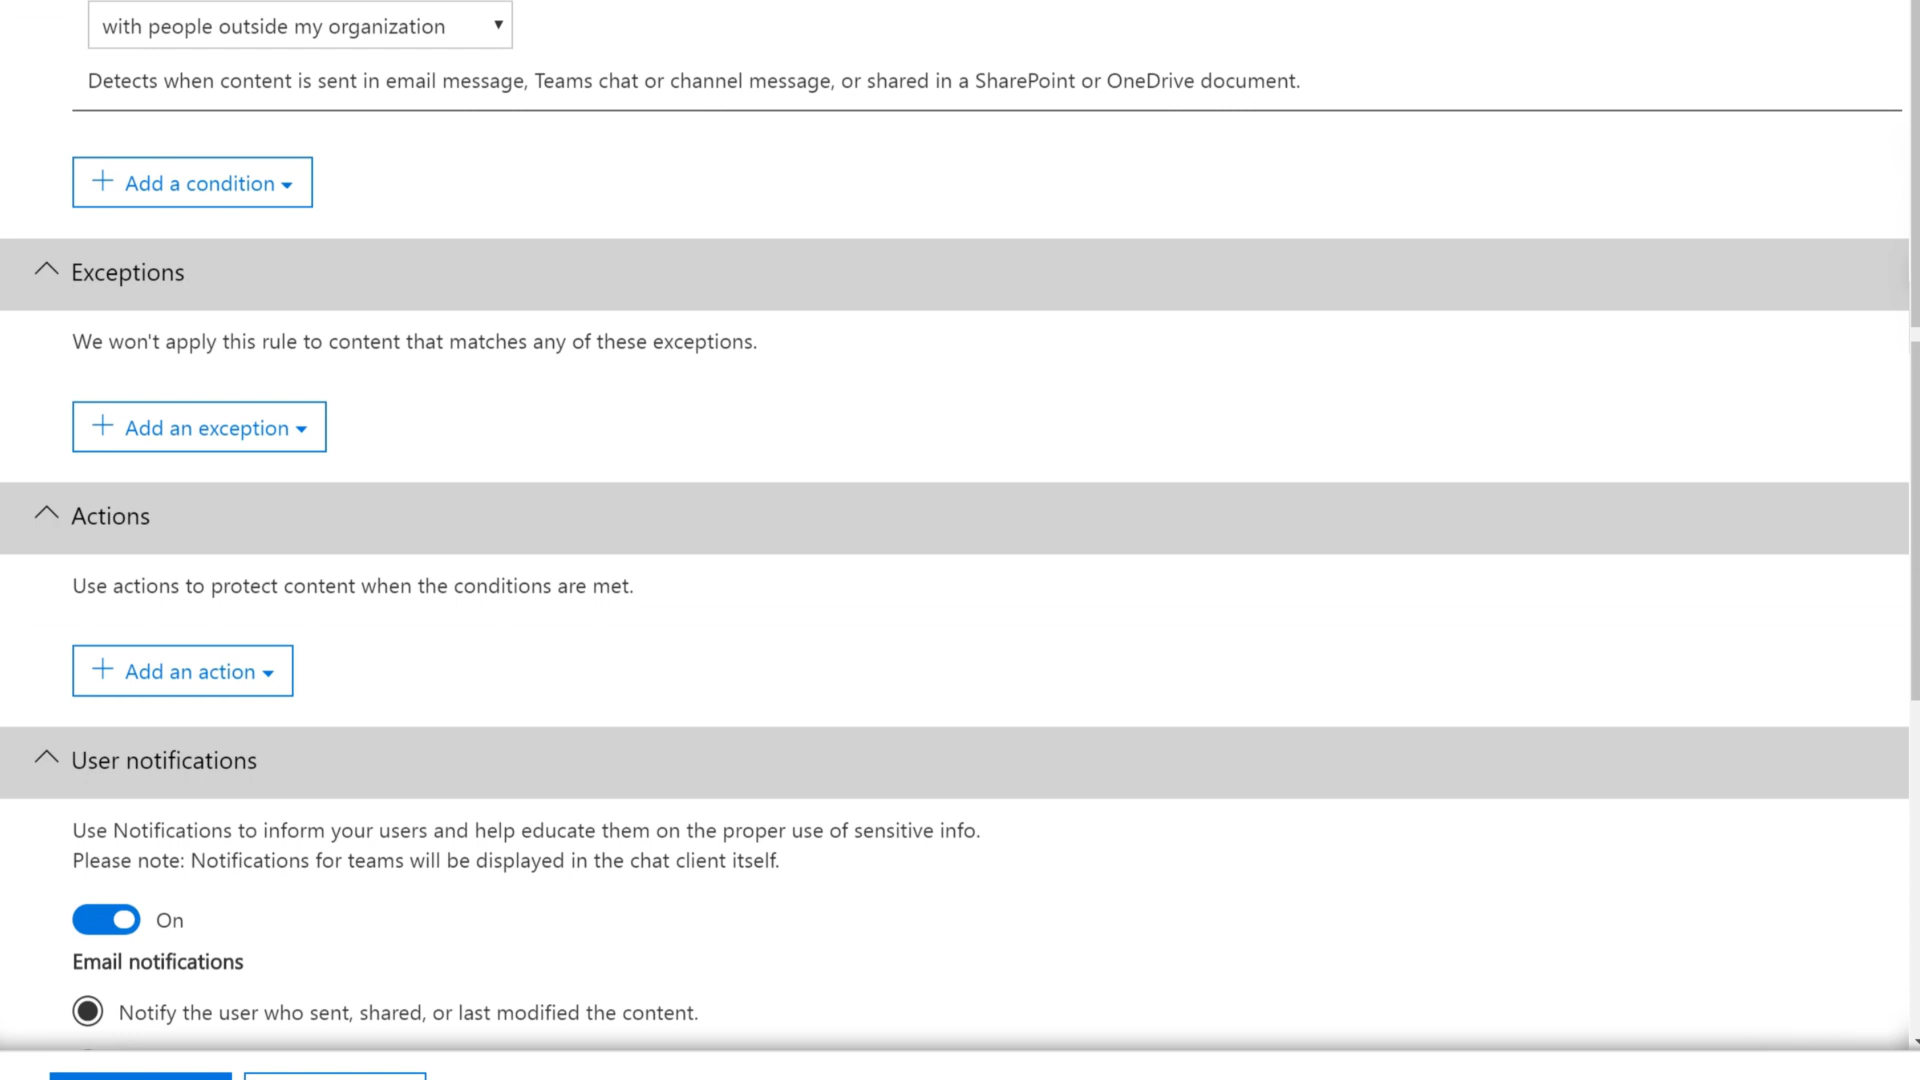 with people outside my organization
Detects when content is sent in email message, Teams chat or channel message, or shared in a SharePoint or OneDrive document.
Add a condition
Exceptions
We won't apply this rule to content that matches any of these exceptions.
Add an exception
Actions
Use actions to protect content when the conditions are met.
Add an action
User notifications
Use Notifications to inform your users and help educate them on the proper use of sensitive info.
Please note: Notifications for teams will be displayed in the chat client itself.
On
Email notifications
Notify the user who sent, shared, or last modified the content.